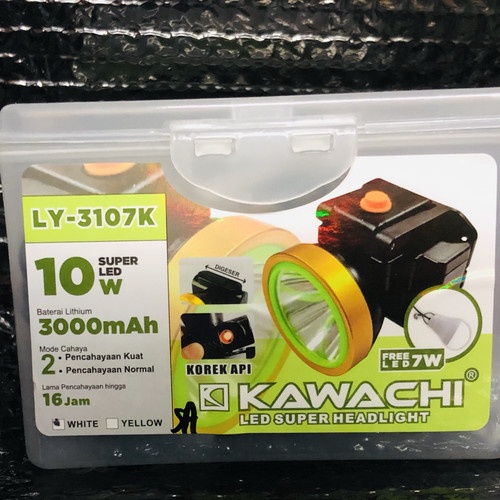 LY-3107K
10 W
SUPER
LED
Baterai Lithium
3000mAh
Mode Cahaya
2
• Pencahayaan Kuat
• Pencahayaan Normal
Lama Pencahayaan hingga
16 Jam
WHITE YELLOW
DIGESER
KOREK API
FREE
LED 7W
KAWACHI®
LED SUPER HEADLIGHT